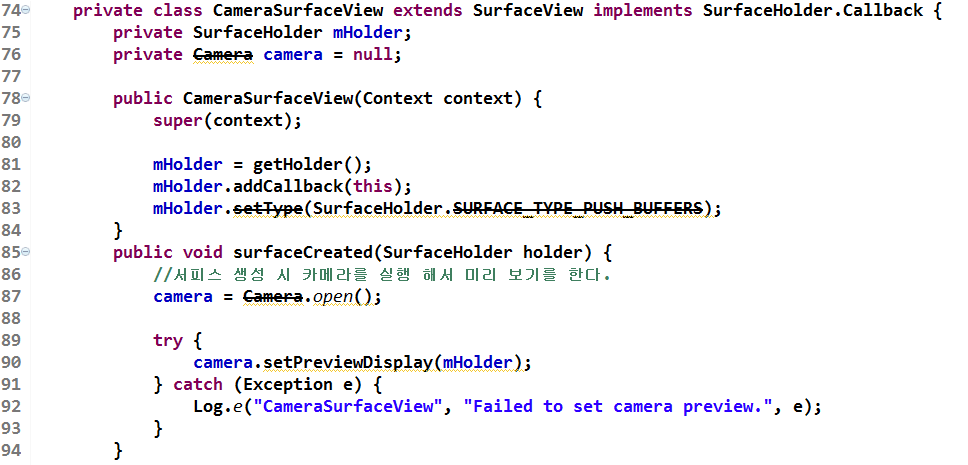 74 private class CameraSurfaceView extends SurfaceView implements SurfaceHolder.Callback {
75 private SurfaceHolder mHolder;
76 private Camera camera = null;
77
78 public CameraSurfaceView(Context context) {
79 super(context);
80
81 mHolder = getHolder();
82 mHolder.addCallback(this);
83 mHolder.setType(SurfaceHolder.SURFACE_TYPE_PUSH_BUFFERS);
84 }
85 public void surfaceCreated(SurfaceHolder holder) {
86 //서피스 생성 시 카메라를 실행 해서 미리 보기를 한다.
87 camera = Camera.open();
88
89 try {
90 camera.setPreviewDisplay(mHolder);
91 } catch (Exception e) {
92 Log.e("CameraSurfaceView", "Failed to set camera preview.", e);
93 }
94 }